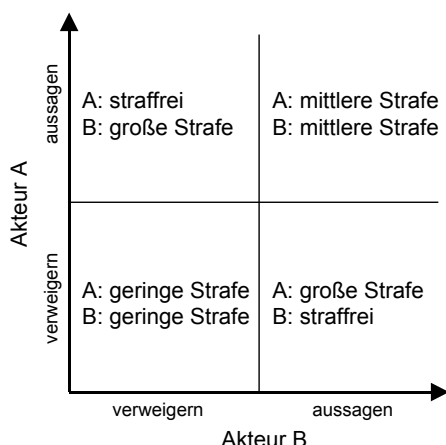 Akteur A
aussagen
verweigern
A: straffrei
B: große Strafe
A: mittlere Strafe
B: mittlere Strafe
A: geringe Strafe
B: geringe Strafe
A: große Strafe
B: straffrei
verweigern
aussagen
Akteur B